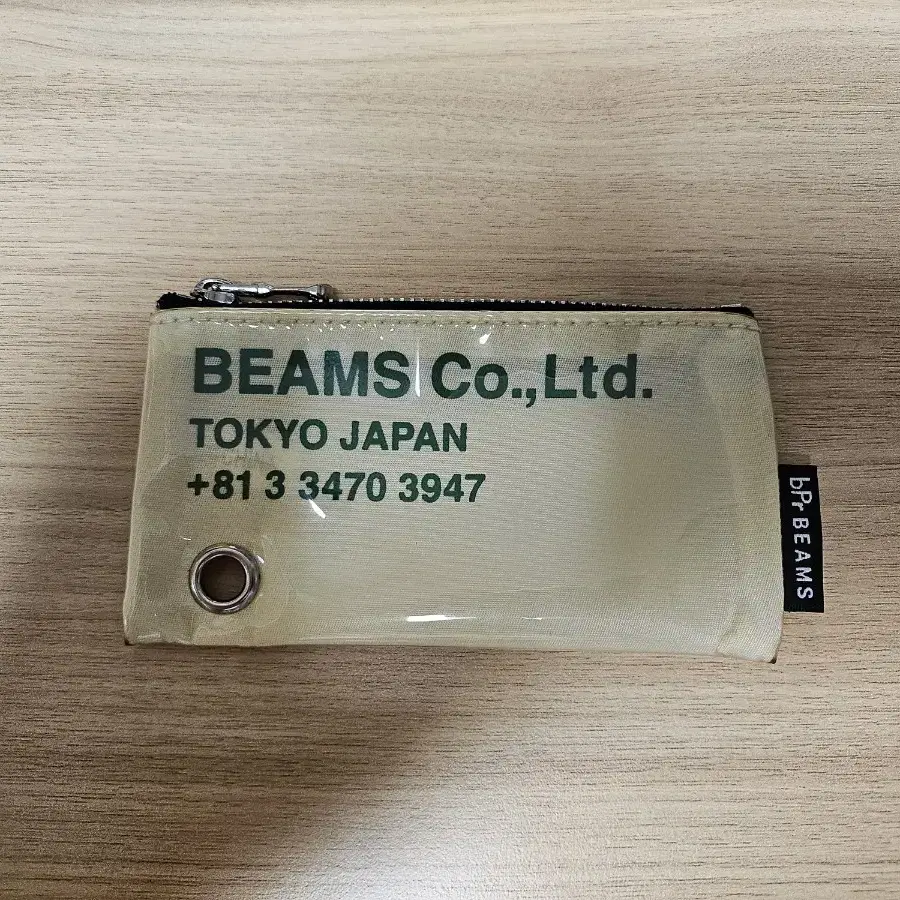 BEAMS Co.,Ltd.
TOKYO JAPAN
+81 3 3470 3947
bPr BEAMS